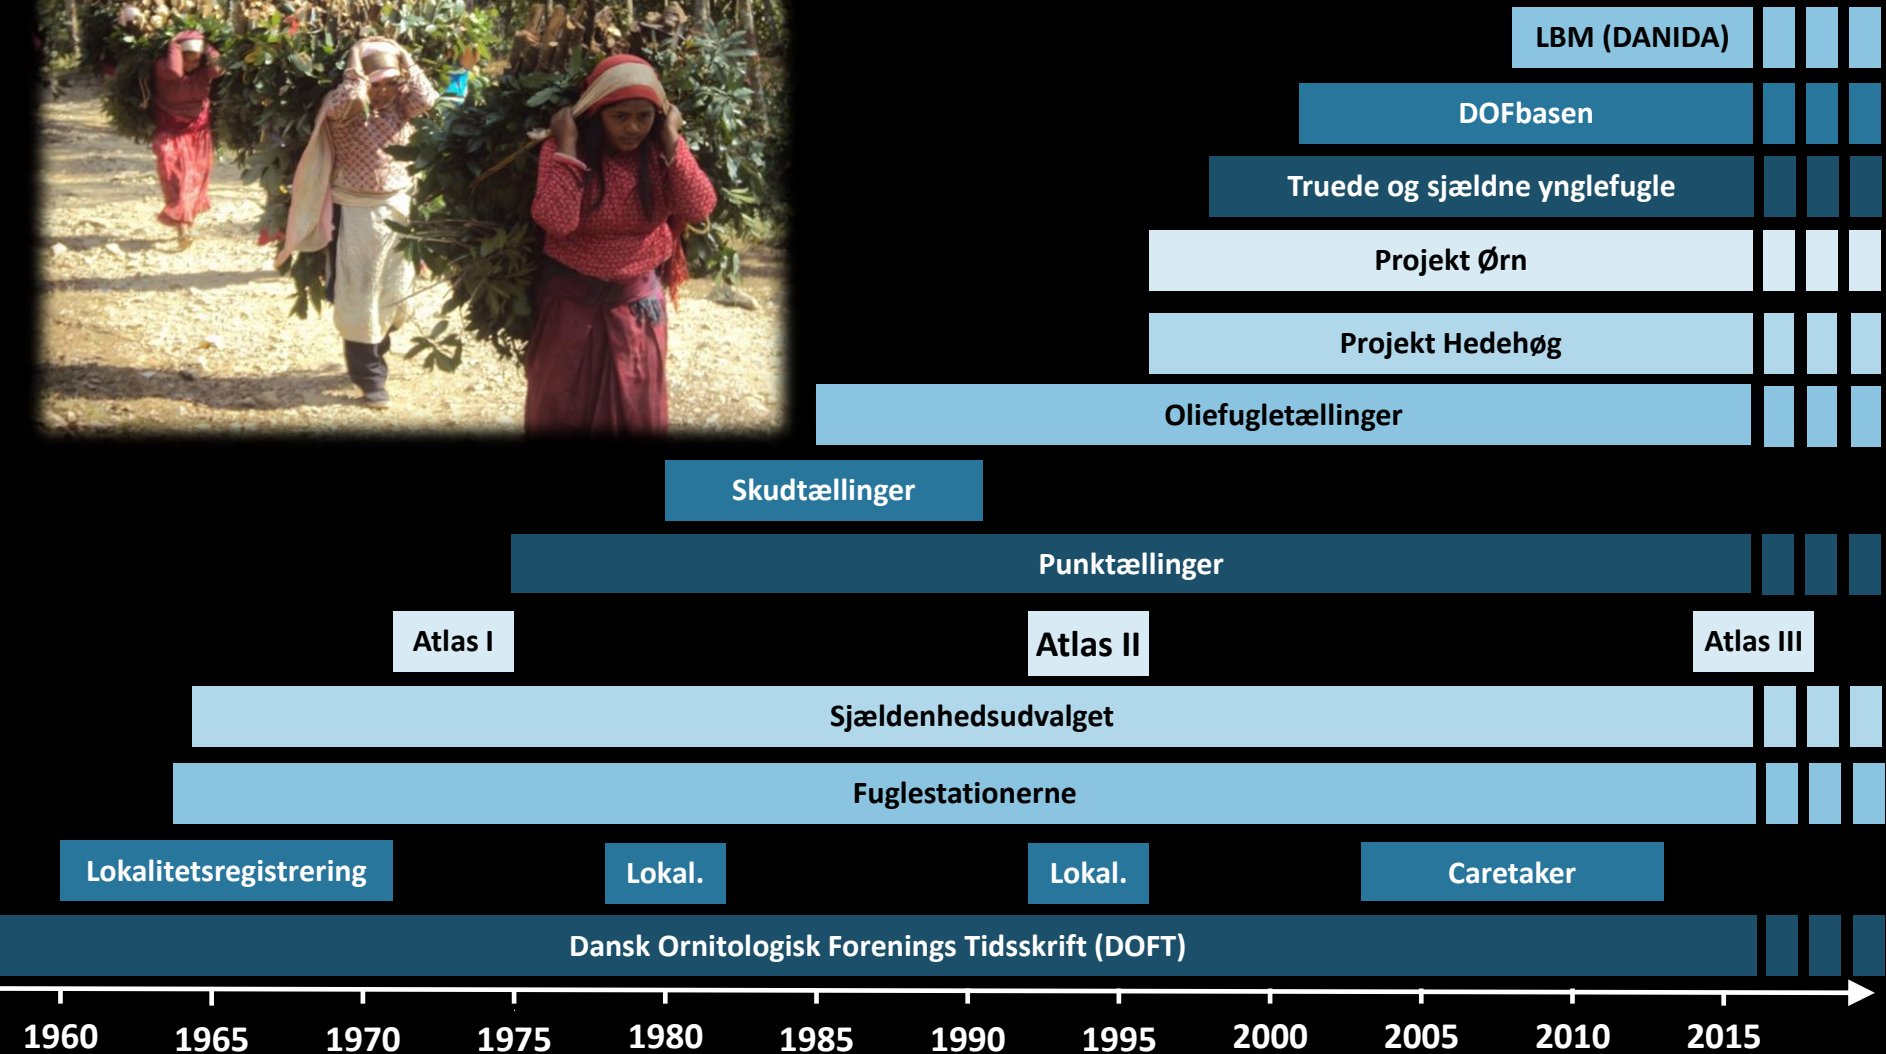 LBM (DANIDA)
DOFbasen
Truede og sjældne ynglefugle
Projekt Ørn
Projekt Hedehøg
Oliefugletællinger
Skudtællinger
Punktællinger
Atlas I
Atlas II
Atlas III
Sjældenhedsudvalget
Fuglestationerne
Lokalitetsregistrering
Lokal.
Lokal.
Caretaker
Dansk Ornitologisk Forenings Tidsskrift (DOFT)
1960 1965 1970 1975 1980 1985 1990 1995 2000 2005 2010 2015